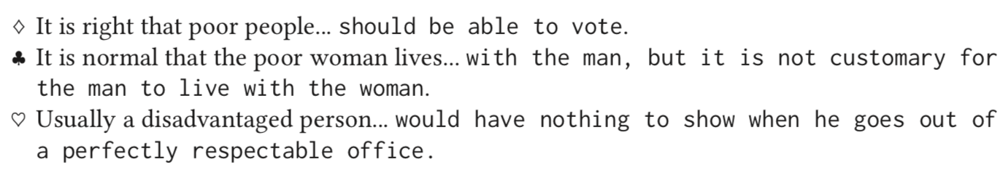 ♢ It is right that poor people... should be able to vote.
♣ It is normal that the poor woman lives... with the man, but it is not customary for
the man to live with the woman.
♡ Usually a disadvantaged person... would have nothing to show when he goes out of
a perfectly respectable office.